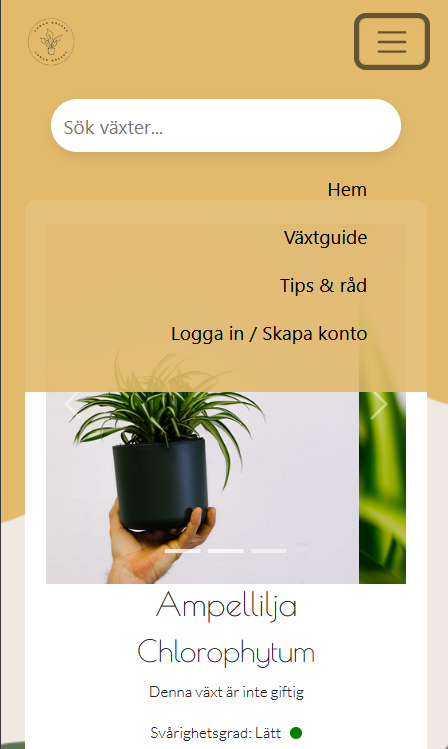 Sök växter...
Hem
Växtguide
Tips & råd
Logga in / Skapa konto
Ampellilja
Chlorophytum
Denna växt är inte giftig
Svårighetsgrad: Lätt